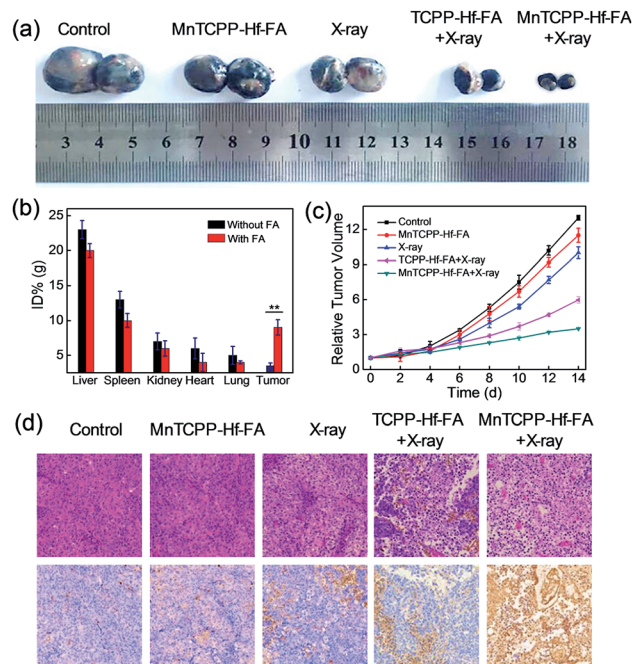 (a)
Control
MnTCPP-Hf-FA
X-ray
TCPP-Hf-FA
+X-ray
MnTCPP-Hf-FA
+X-ray
3 4 5 6 7 8 9 10 11 12 13 14 15 16 17 18
(b)
ID% (g)
25
20
15
10
5
Without FA
With FA
**
Liver Spleen Kidney Heart Lung Tumor
(c)
Relative Tumor Volume
12
9
6
3
0
Control
MnTCPP-Hf-FA
X-ray
TCPP-Hf-FA+X-ray
MnTCPP-Hf-FA+X-ray
0 2 4 6 8 10 12 14
Time (d)
(d)
Control
MnTCPP-Hf-FA
X-ray
TCPP-Hf-FA
+X-ray
MnTCPP-Hf-FA
+X-ray